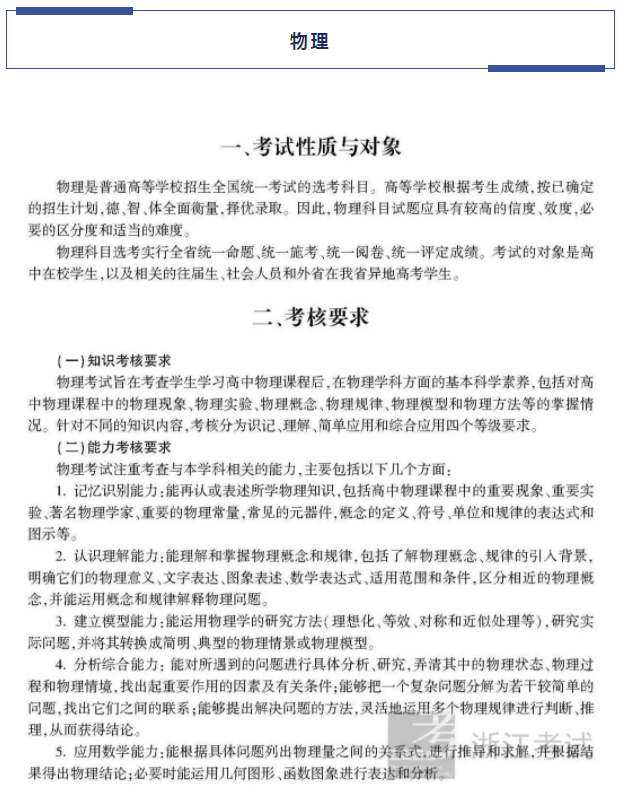 物理
一、考试性质与对象
物理是普通高等学校招生全国统一考试的选考科目。高等学校根据考生成绩,按已确定
的招生计划,德、智、体全面衡量,择优录取。因此,物理科目试题应具有较高的信度、效度,必
要的区分度和适当的难度。
物理科目选考实行全省统一命题、统一施考、统一阅卷、统一评定成绩。考试的对象是高
中在校学生,以及相关的往届生、社会人员和外省在我省异地高考学生。
二、考核要求
(一)知识考核要求
物理考试旨在考查学生学习高中物理课程后,在物理学科方面的基本科学素养,包括对高
中物理课程中的物理现象、物理实验、物理概念、物理规律、物理模型和物理方法等的掌握情
况。针对不同的知识内容,考核分为识记、理解、简单应用和综合应用四个等级要求。
(二)能力考核要求
物理考试注重考查与本学科相关的能力,主要包括以下几个方面:
1. 记忆识别能力:能再认或表述所学物理知识,包括高中物理课程中的重要现象、重要实
验、著名物理学家、重要的物理常量,常见的元器件,概念的定义、符号、单位和规律的表达式和
图示等。
2. 认识理解能力:能理解和掌握物理概念和规律,包括了解物理概念、规律的引入背景,
明确它们的物理意义、文字表达、图象表述、数学表达式、适用范围和条件,区分相近的物理概
念,并能运用概念和规律解释物理问题。
3. 建立模型能力:能运用物理学的研究方法(理想化、等效、对称和近似处理等),研究实
际问题,并将其转换成简明、典型的物理情景或物理模型。
4. 分析综合能力: 能对所遇到的问题进行具体分析、研究,弄清其中的物理状态、物理过
程和物理情境,找出起重要作用的因素及有关条件;能够把一个复杂问题分解为若干较简单的
问题,找出它们之间的联系;能够提出解决问题的方法,灵活地运用多个物理规律进行判断、推
理,从而获得结论。
5. 应用数学能力:能根据具体问题列出物理量之间的关系式,进行推导和求解,并根据结
果得出物理结论;必要时能运用几何图形、函数图象进行表达和分析。
考 浙江考试